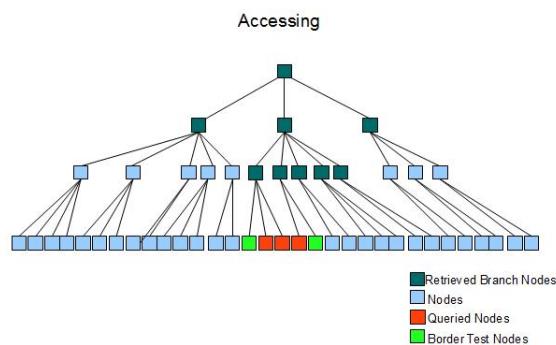 Accessing
Retrieved Branch Nodes
Nodes
Queried Nodes
Border Test Nodes